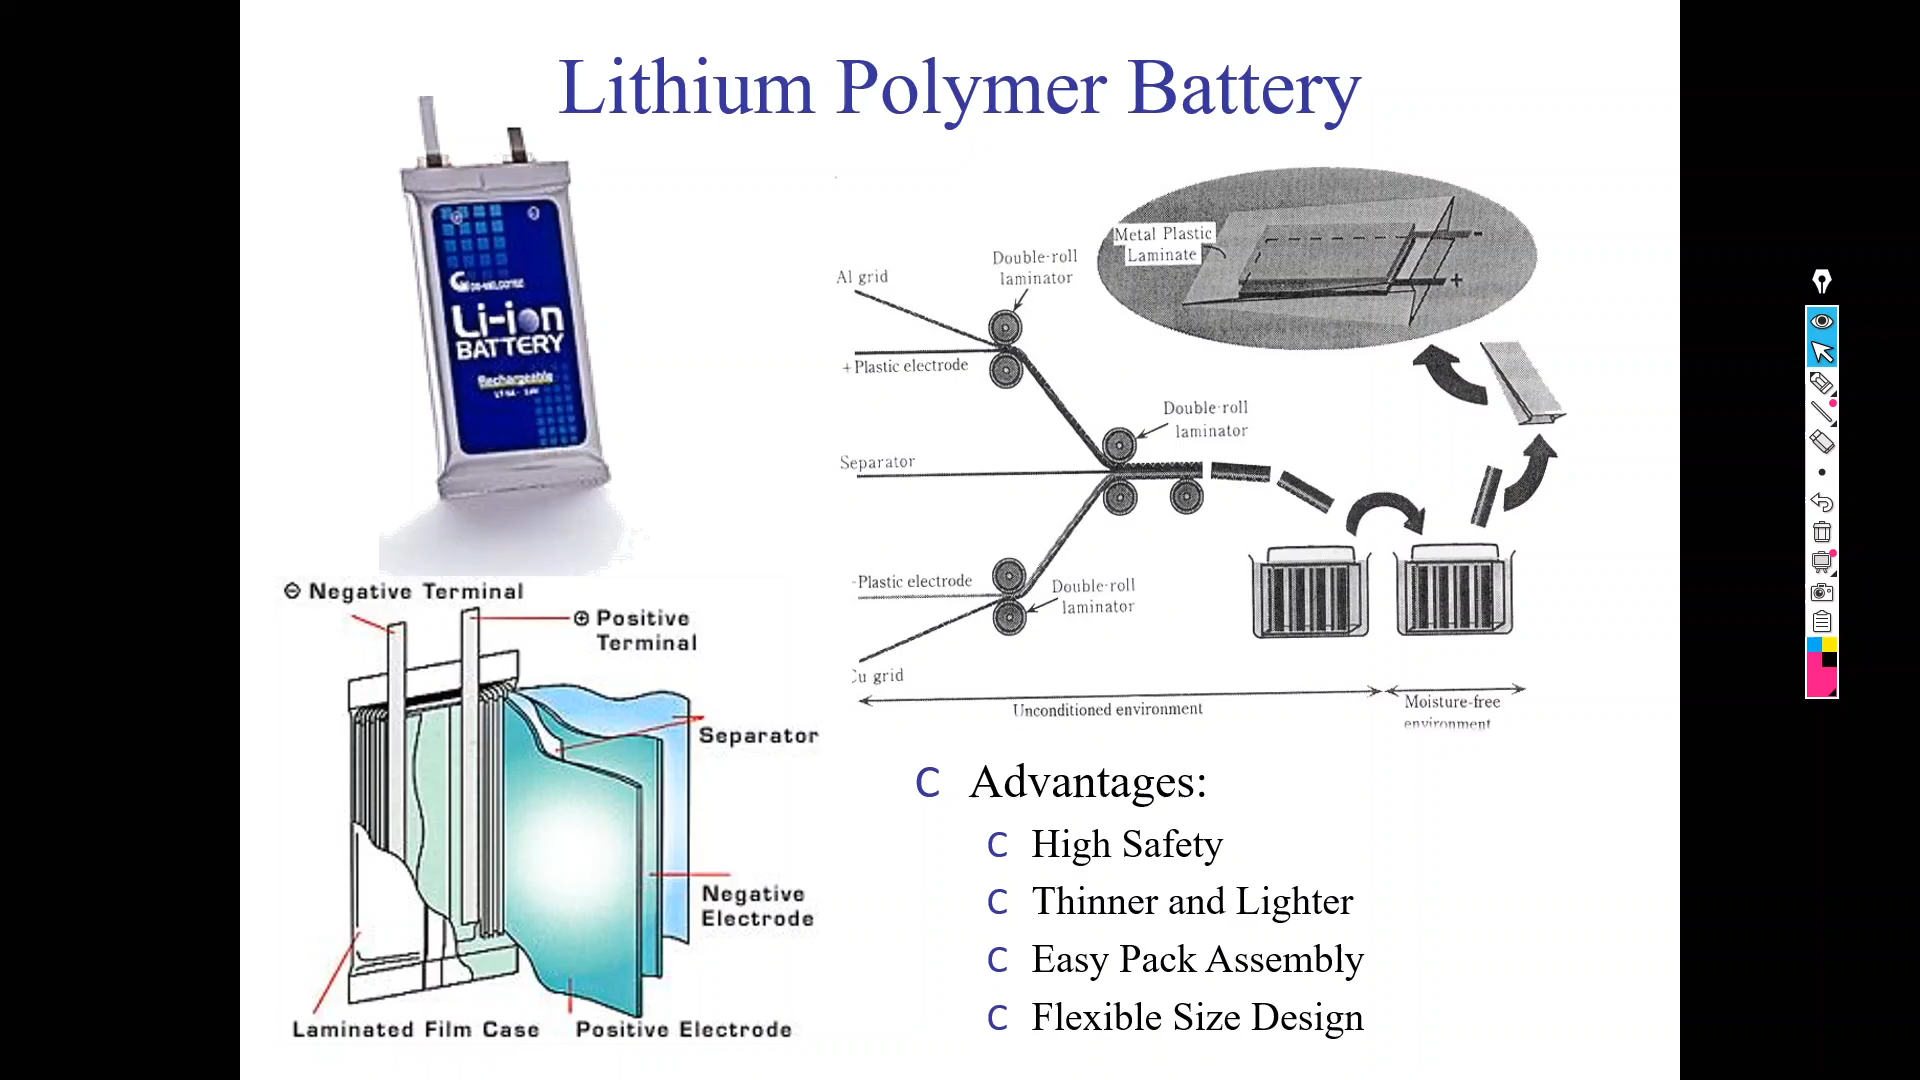 Lithium Polymer Battery
Li-ion
BATTERY
Rechargeable
Metal Plastic
Laminate
-
+
Double-roll
laminator
Al grid
+Plastic electrode
Double-roll
laminator
Separator
-Plastic electrode
Double-roll
laminator
Cu grid
Unconditioned environment
Moisture-free
environment
⊖ Negative Terminal
⊕ Positive
Terminal
Separator
Negative
Electrode
Laminated Film Case
Positive Electrode
C Advantages:
C High Safety
C Thinner and Lighter
C Easy Pack Assembly
C Flexible Size Design